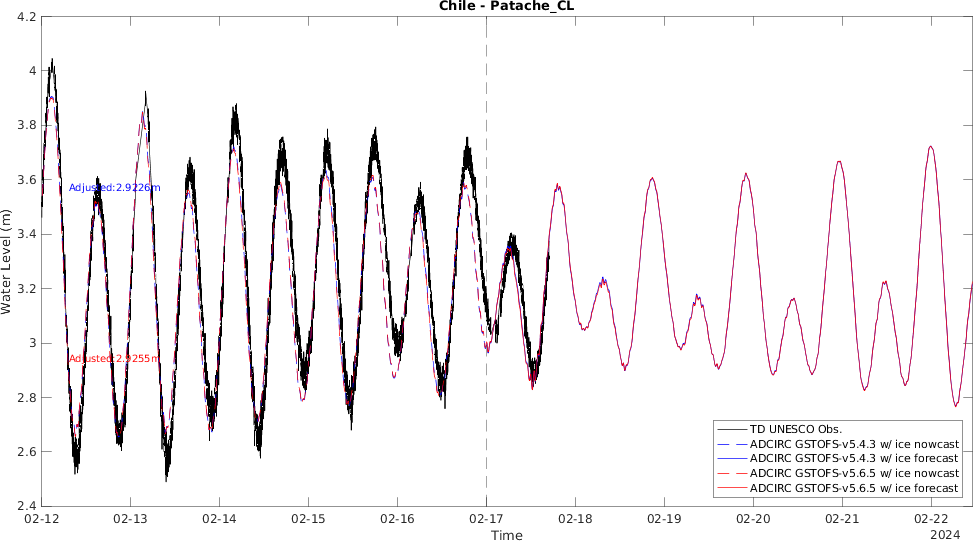 Chile - Patache_CL
4.2
4
3.8
3.6
3.4
3.2
3
2.8
2.6
2.4
Water Level (m)
Adjusted:2.9226m
Adjusted:2.9255m
TD UNESCO Obs.
ADCIRC GSTOFS-v5.4.3 w/ ice nowcast
ADCIRC GSTOFS-v5.4.3 w/ ice forecast
ADCIRC GSTOFS-v5.6.5 w/ ice nowcast
ADCIRC GSTOFS-v5.6.5 w/ ice forecast
02-12 02-13 02-14 02-15 02-16 02-17 02-18 02-19 02-20 02-21 02-22
Time
2024